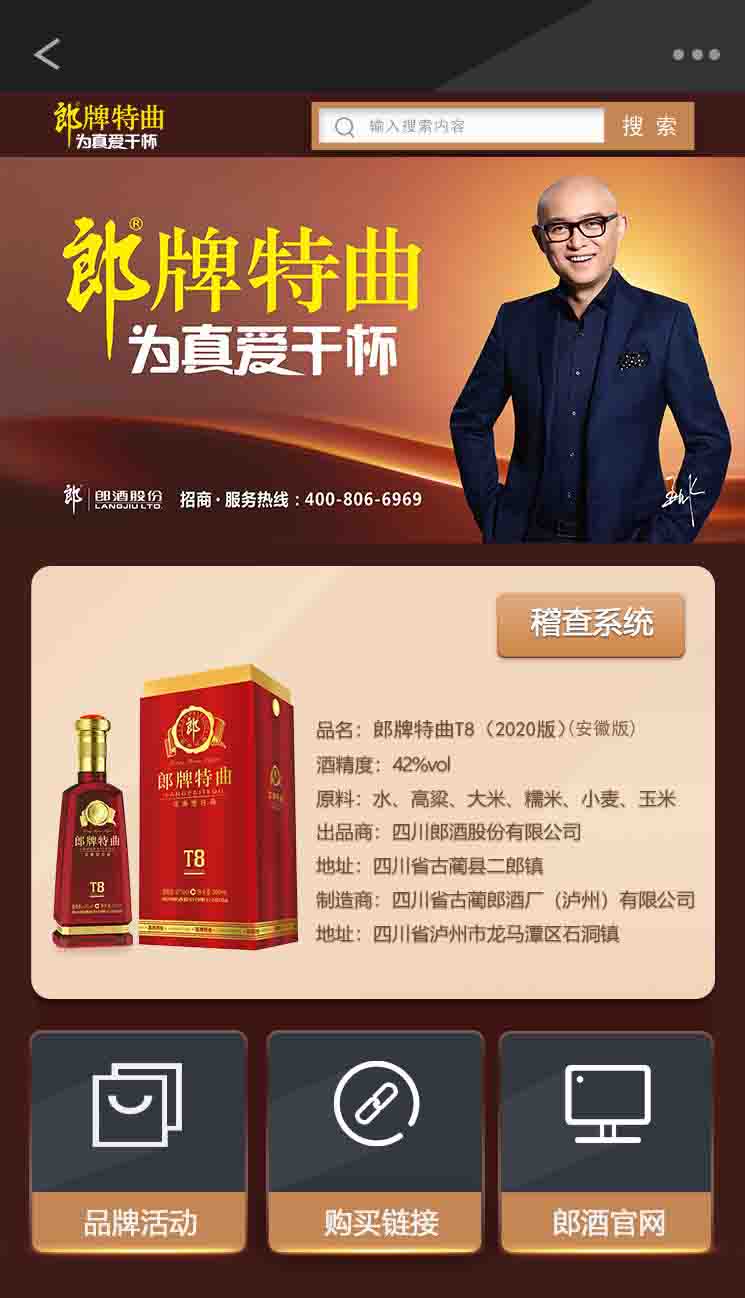 郎牌特曲
为真爱干杯
输入搜索内容
搜 索
郎®牌特曲
为真爱干杯
郎 郎酒股份 招商·服务热线：400-806-6969
LANGJIU LTD.
稽查系统
郎
郎牌特曲
T8
郎牌特曲
T8
品名：郎牌特曲T8（2020版）(安徽版)
酒精度：42%vol
原料：水、高粱、大米、糯米、小麦、玉米
出品商：四川郎酒股份有限公司
地址：四川省古蔺县二郎镇
制造商：四川省古蔺郎酒厂（泸州）有限公司
地址：四川省泸州市龙马潭区石洞镇
品牌活动
购买链接
郎酒官网